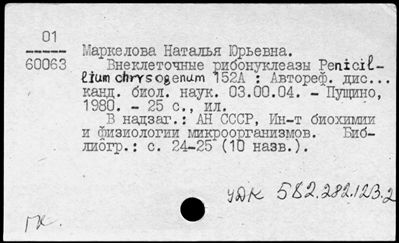 01
60063
Маркелова Наталья Юрьевна.
Внеклеточные рибонуклеазы Penicil-
lium chrysogenum 152А : Автореф. дис...
канд. биол. наук. 03.00.04. - Пущино,
1980. - 25 с., ил.
В надзаг.: АН СССР, Ин-т биохимии
и физиологии микроорганизмов. Биб-
лиогр.: с. 24-25 (10 назв.).
УДК 582.282.123.2